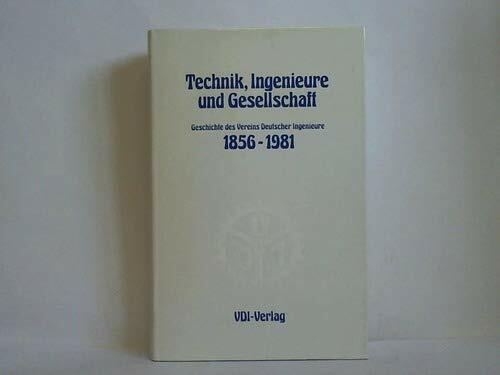 Technik, Ingenieure
und Gesellschaft
Geschichte des Vereins Deutscher Ingenieure
1856-1981
VDI-Verlag